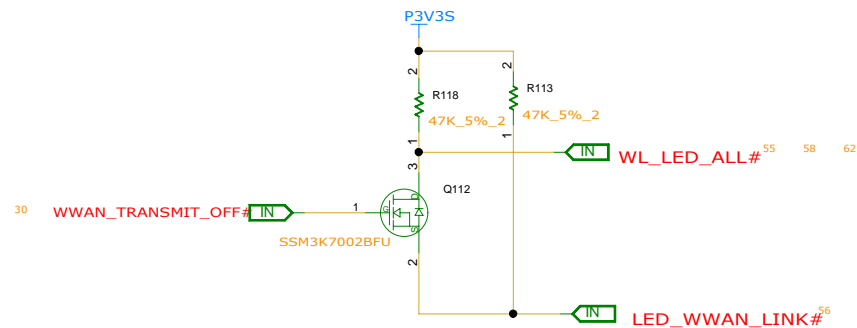 P3V3S
2
2
R118
R113
47K_5%_2
47K_5%_2
1
1
IN
WL_LED_ALL#
55 58 62
3
Q112
D
30
WWAN_TRANSMIT_OFF#
IN
1
G
S
SSM3K7002BFU
2
IN
LED_WWAN_LINK#
56